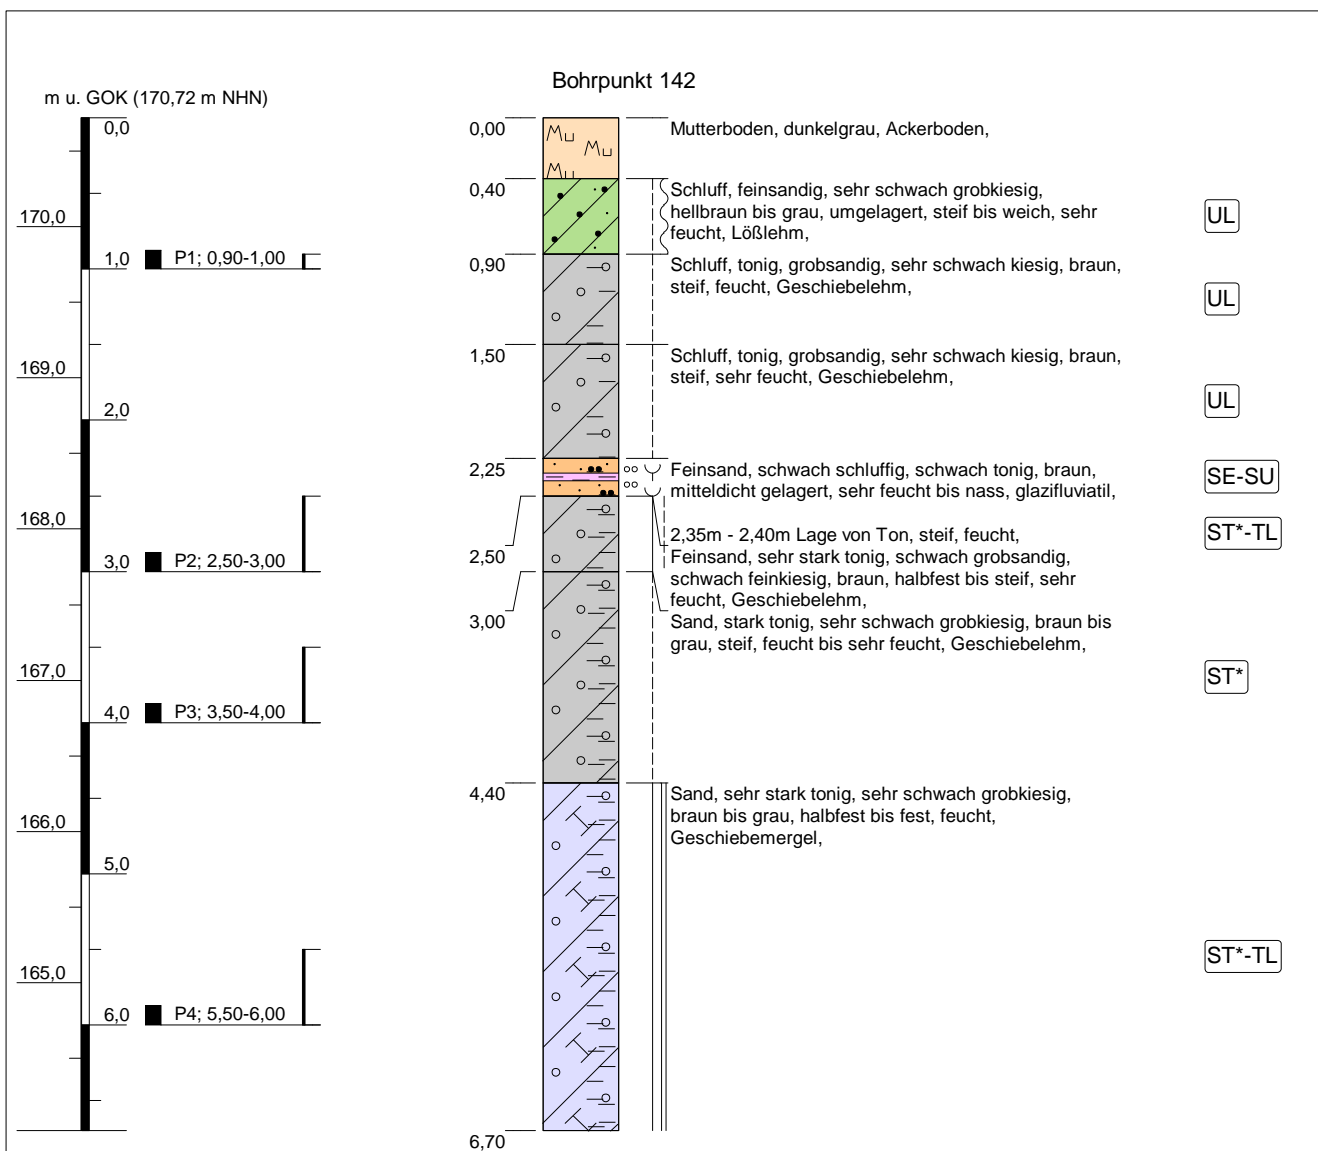 Bohrpunkt 142
m u. GOK (170,72 m NHN)
0,0
170,0
1,0
P1; 0,90-1,00
169,0
2,0
168,0
3,0
P2; 2,50-3,00
167,0
4,0
P3; 3,50-4,00
166,0
5,0
165,0
6,0
P4; 5,50-6,00
0,00
Mutterboden, dunkelgrau, Ackerboden,
0,40
Schluff, feinsandig, sehr schwach grobkiesig,
hellbraun bis grau, umgelagert, steif bis weich, sehr
feucht, Lößlehm,
UL
0,90
Schluff, tonig, grobsandig, sehr schwach kiesig, braun,
steif, feucht, Geschiebelehm,
UL
1,50
Schluff, tonig, grobsandig, sehr schwach kiesig, braun,
steif, sehr feucht, Geschiebelehm,
UL
2,25
Feinsand, schwach schluffig, schwach tonig, braun,
mitteldicht gelagert, sehr feucht bis nass, glazifluviatil,
SE-SU
2,35m - 2,40m Lage von Ton, steif, feucht,
2,50
Feinsand, sehr stark tonig, schwach grobsandig,
schwach feinkiesig, braun, halbfest bis steif, sehr
feucht, Geschiebelehm,
ST*-TL
3,00
Sand, stark tonig, sehr schwach grobkiesig, braun bis
grau, steif, feucht bis sehr feucht, Geschiebelehm,
ST*
4,40
Sand, sehr stark tonig, sehr schwach grobkiesig,
braun bis grau, halbfest bis fest, feucht,
Geschiebemergel,
ST*-TL
6,70
Mu
Mu
Mu